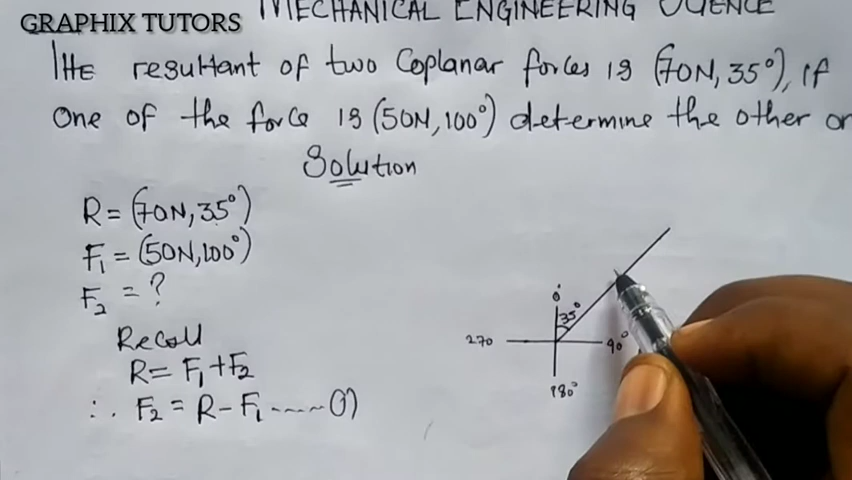 GRAPHIX TUTORS
MECHANICAL ENGINEERING SCIENCE
The resultant of two Coplanar forces is (70N, 35°), if
one of the force is (50N, 100°) determine the other on
Solution
R = (70N, 35°)
F₁ = (50N, 100°)
F₂ = ?
Recall
R = F₁ + F₂
∴ F₂ = R - F₁ ----- (1)
0°
35°
270
90°
180°